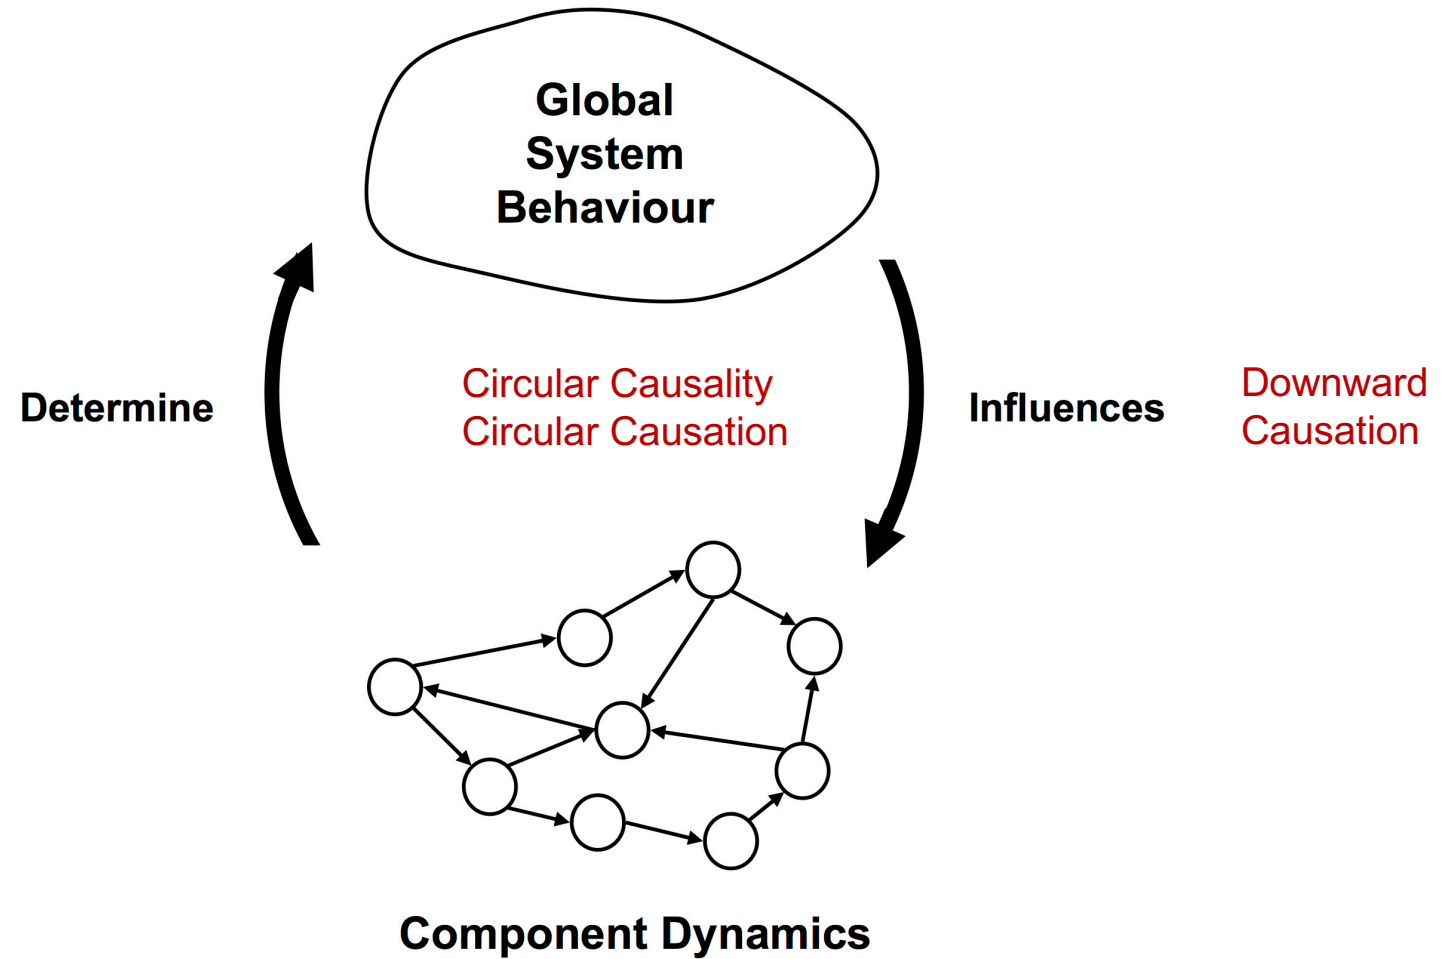 Global
System
Behaviour
Determine
Circular Causality
Circular Causation
Influences
Downward
Causation
Component Dynamics